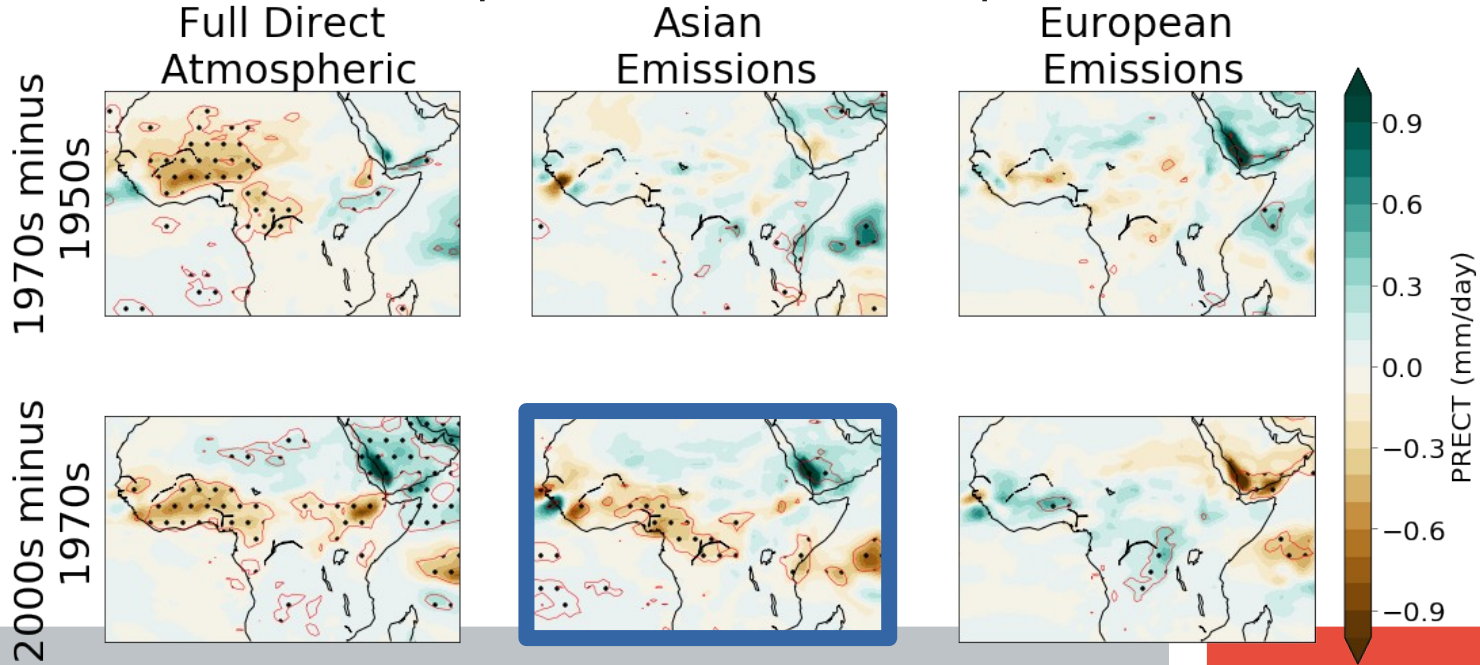 Full Direct
Atmospheric
Asian
Emissions
European
Emissions
1970s minus
1950s
2000s minus
1970s
0.9
0.6
0.3
0.0
−0.3
−0.6
−0.9
PRECT (mm/day)